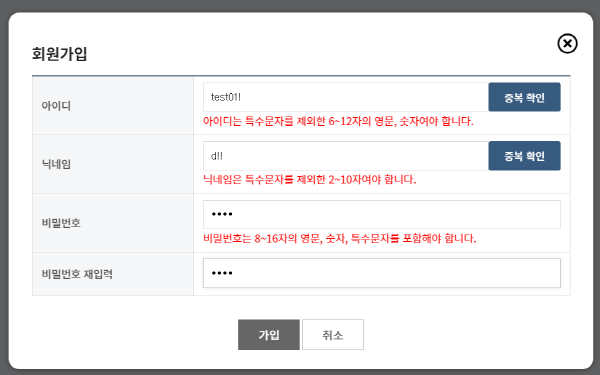 회원가입
아이디
test01!
중복 확인
아이디는 특수문자를 제외한 6~12자의 영문, 숫자여야 합니다.
닉네임
d!!
중복 확인
닉네임은 특수문자를 제외한 2~10자여야 합니다.
비밀번호
••••
비밀번호는 8~16자의 영문, 숫자, 특수문자를 포함해야 합니다.
비밀번호 재입력
••••
가입
취소